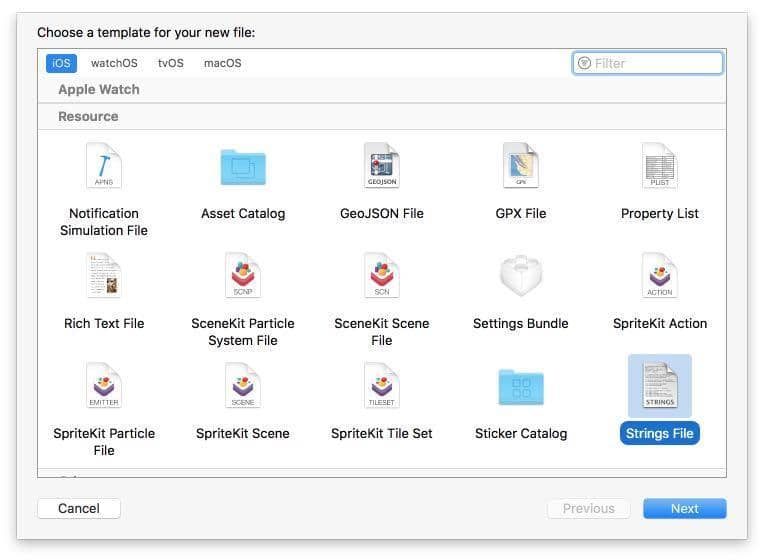 Choose a template for your new file:
iOS watchOS tvOS macOS Filter
Apple Watch
Resource
APNS GEOJSON GPX PLIST
Notification Simulation File Asset Catalog GeoJSON File GPX File Property List
SCNP SCN ACTION
Rich Text File SceneKit Particle System File SceneKit Scene File Settings Bundle SpriteKit Action
EMITTER SCENE TILESET STRINGS
SpriteKit Particle File SpriteKit Scene SpriteKit Tile Set Sticker Catalog Strings File
Cancel Previous Next